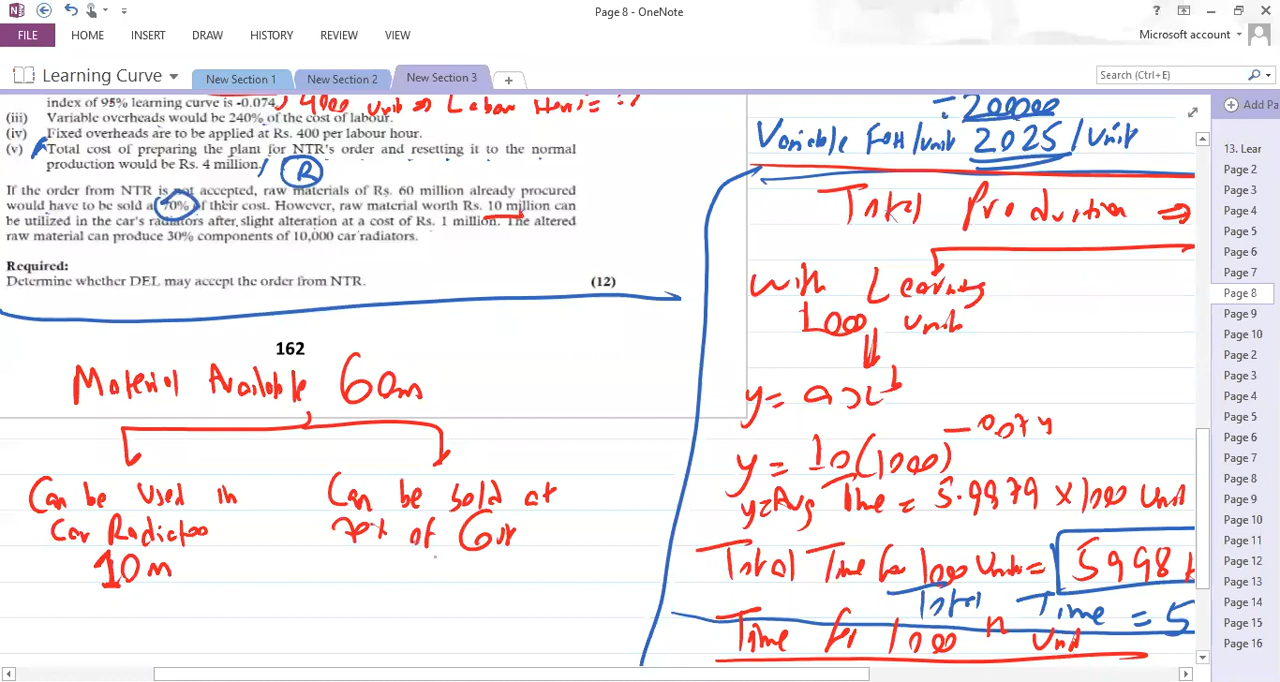 Page 8 - OneNote
FILE HOME INSERT DRAW HISTORY REVIEW VIEW
Microsoft account
Learning Curve New Section 1 New Section 2 New Section 3
Search (Ctrl+E)
Add Pa
13. Lear
Page 2
Page 3
Page 4
Page 5
Page 6
Page 7
Page 8
Page 9
Page 10
Page 2
Page 3
Page 4
Page 5
Page 6
Page 7
Page 8
Page 9
Page 10
Page 11
Page 12
Page 13
Page 14
Page 15
Page 16
index of 95% learning curve is -0.074. 4000 Unit ⇒ Labor Hours = ?
(iii) Variable overheads would be 240% of the cost of labour.
(iv) Fixed overheads are to be applied at Rs. 400 per labour hour.
(v) Total cost of preparing the plant for NTR's order and resetting it to the normal
production would be Rs. 4 million. R
If the order from NTR is not accepted, raw materials of Rs. 60 million already procured
would have to be sold a 70% of their cost. However, raw material worth Rs. 10 million can
be utilized in the car's radiators after slight alteration at a cost of Rs. 1 million. The altered
raw material can produce 30% components of 10,000 car radiators.
Required:
Determine whether DEL may accept the order from NTR. (12)
162
Material Available 60m
Can be used in
Car Radiator
10m
Can be sold at
70% of Cost
= 200000
Variable FOH/unit 2025/Unit
Total Production ⇒
With Learning
1000 unit
y = ax
y = 10(1000) -0.074
y = Avg Time = 5.9979 × 1000 Unit
Total Time for 1000 Units = 5998
Total Time = 5
Time for 1000 n Unit